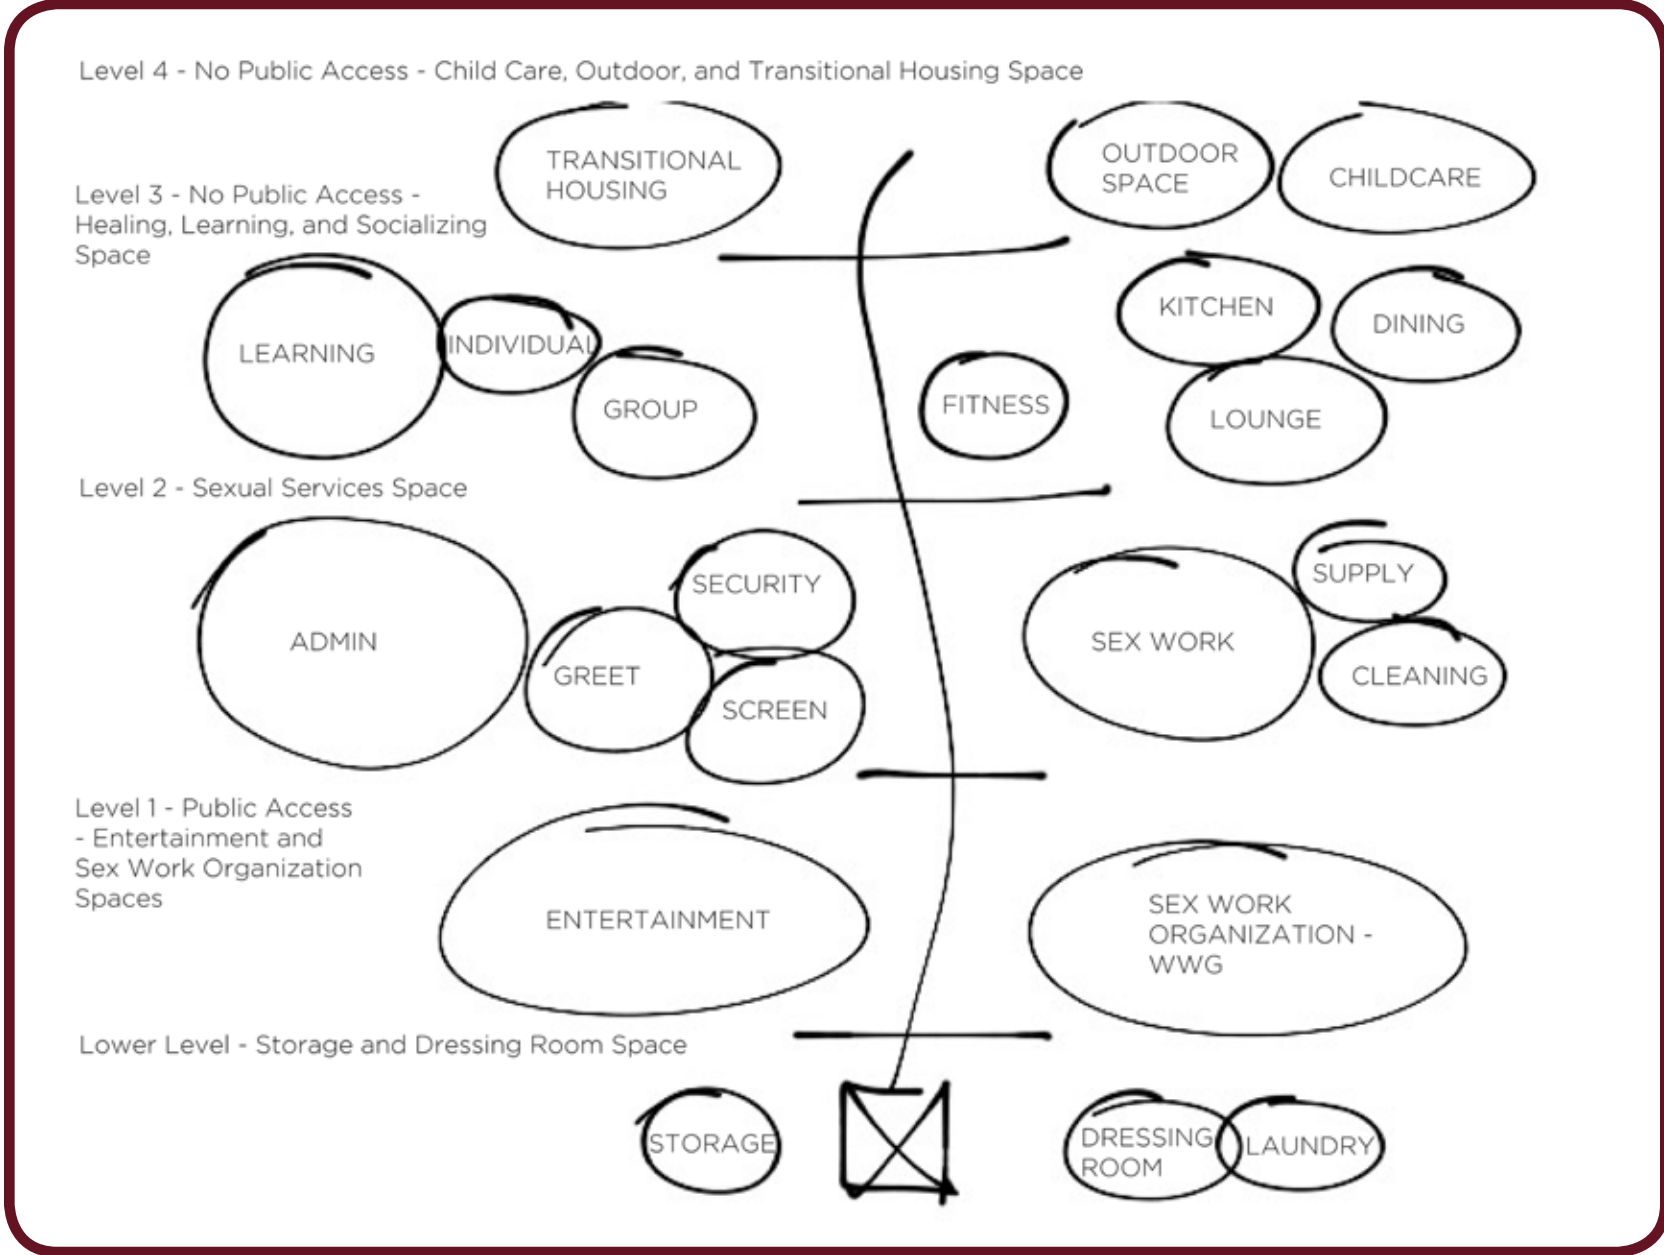 Level 4 - No Public Access - Child Care, Outdoor, and Transitional Housing Space
TRANSITIONAL
HOUSING
OUTDOOR
SPACE
CHILDCARE
Level 3 - No Public Access -
Healing, Learning, and Socializing
Space
LEARNING
INDIVIDUAL
GROUP
FITNESS
KITCHEN
DINING
LOUNGE
Level 2 - Sexual Services Space
ADMIN
GREET
SECURITY
SCREEN
SEX WORK
SUPPLY
CLEANING
Level 1 - Public Access
- Entertainment and
Sex Work Organization
Spaces
ENTERTAINMENT
SEX WORK
ORGANIZATION -
WWG
Lower Level - Storage and Dressing Room Space
STORAGE
DRESSING
ROOM
LAUNDRY